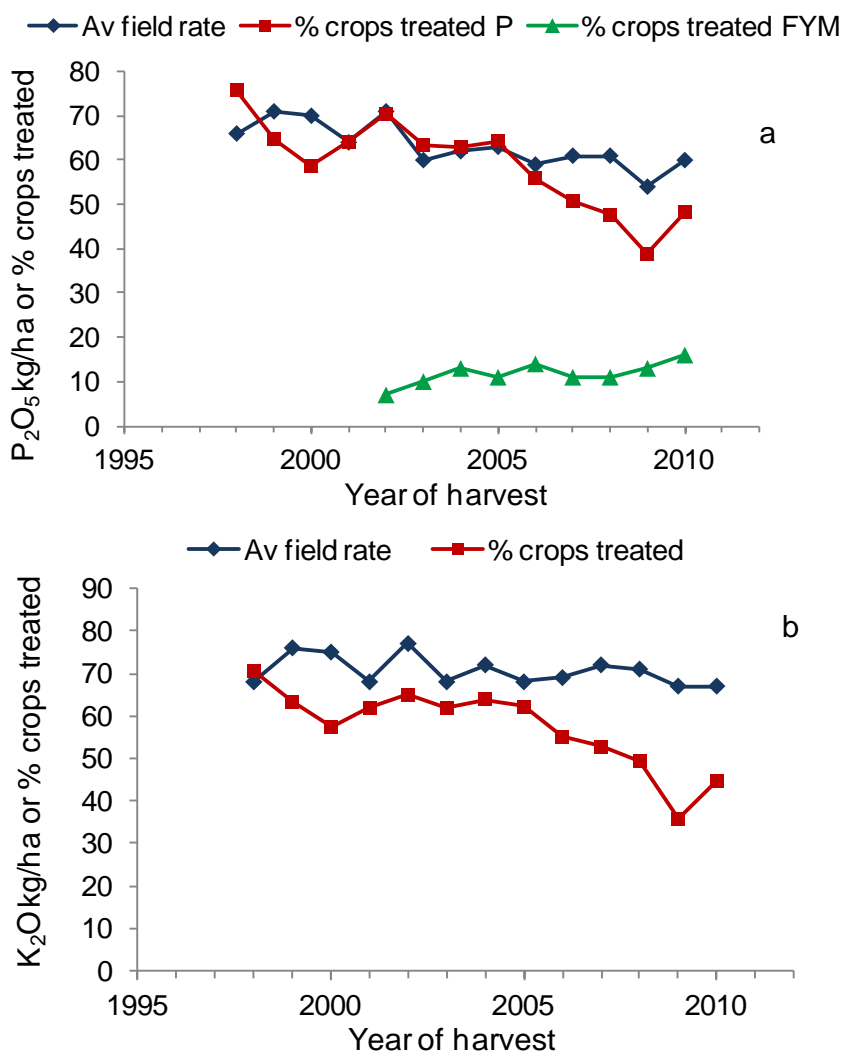 Av field rate % crops treated P % crops treated FYM
80
70
60
50
40
30
20
10
0
P₂O₅ kg/ha or % crops treated
a
1995 2000 2005 2010
Year of harvest
Av field rate % crops treated
90
80
70
60
50
40
30
20
10
0
K₂O kg/ha or % crops treated
b
1995 2000 2005 2010
Year of harvest